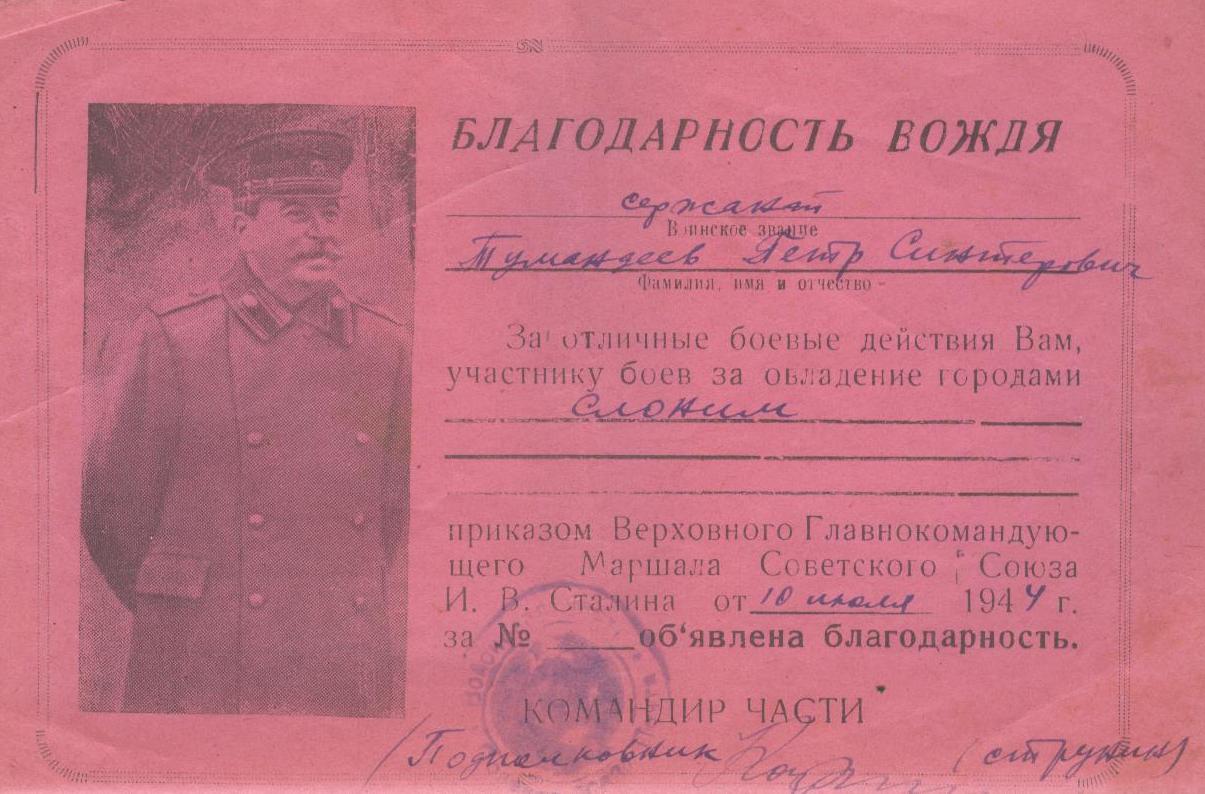 БЛАГОДАРНОСТЬ ВОЖДЯ
сержант
Воинское звание
Тумандеев Петр Синтерович
Фамилия, имя и отчество
За отличные боевые действия Вам,
участнику боев за овладение городами
Слоним
приказом Верховного Главнокомандую-
щего Маршала Советского Союза
И. В. Сталина от 10 июля 1944 г.
за № об'явлена благодарность.
КОМАНДИР ЧАСТИ
(Подполковник (Струнин)